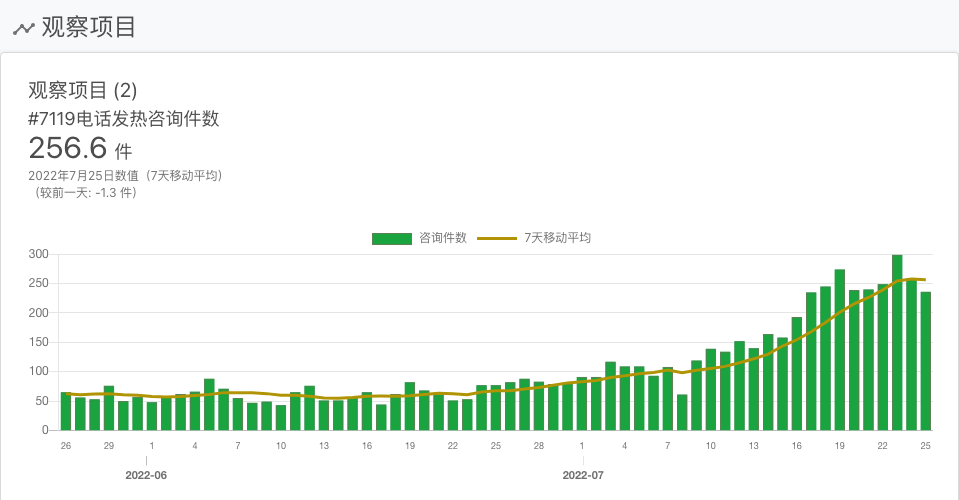 观察项目
观察项目 (2)
#7119电话发热咨询件数
256.6 件
2022年7月25日数值（7天移动平均）
（较前一天: -1.3 件）
咨询件数 7天移动平均
300
250
200
150
100
50
0
26 29 1 4 7 10 13 16 19 22 25 28 1 4 7 10 13 16 19 22 25
2022-06 2022-07